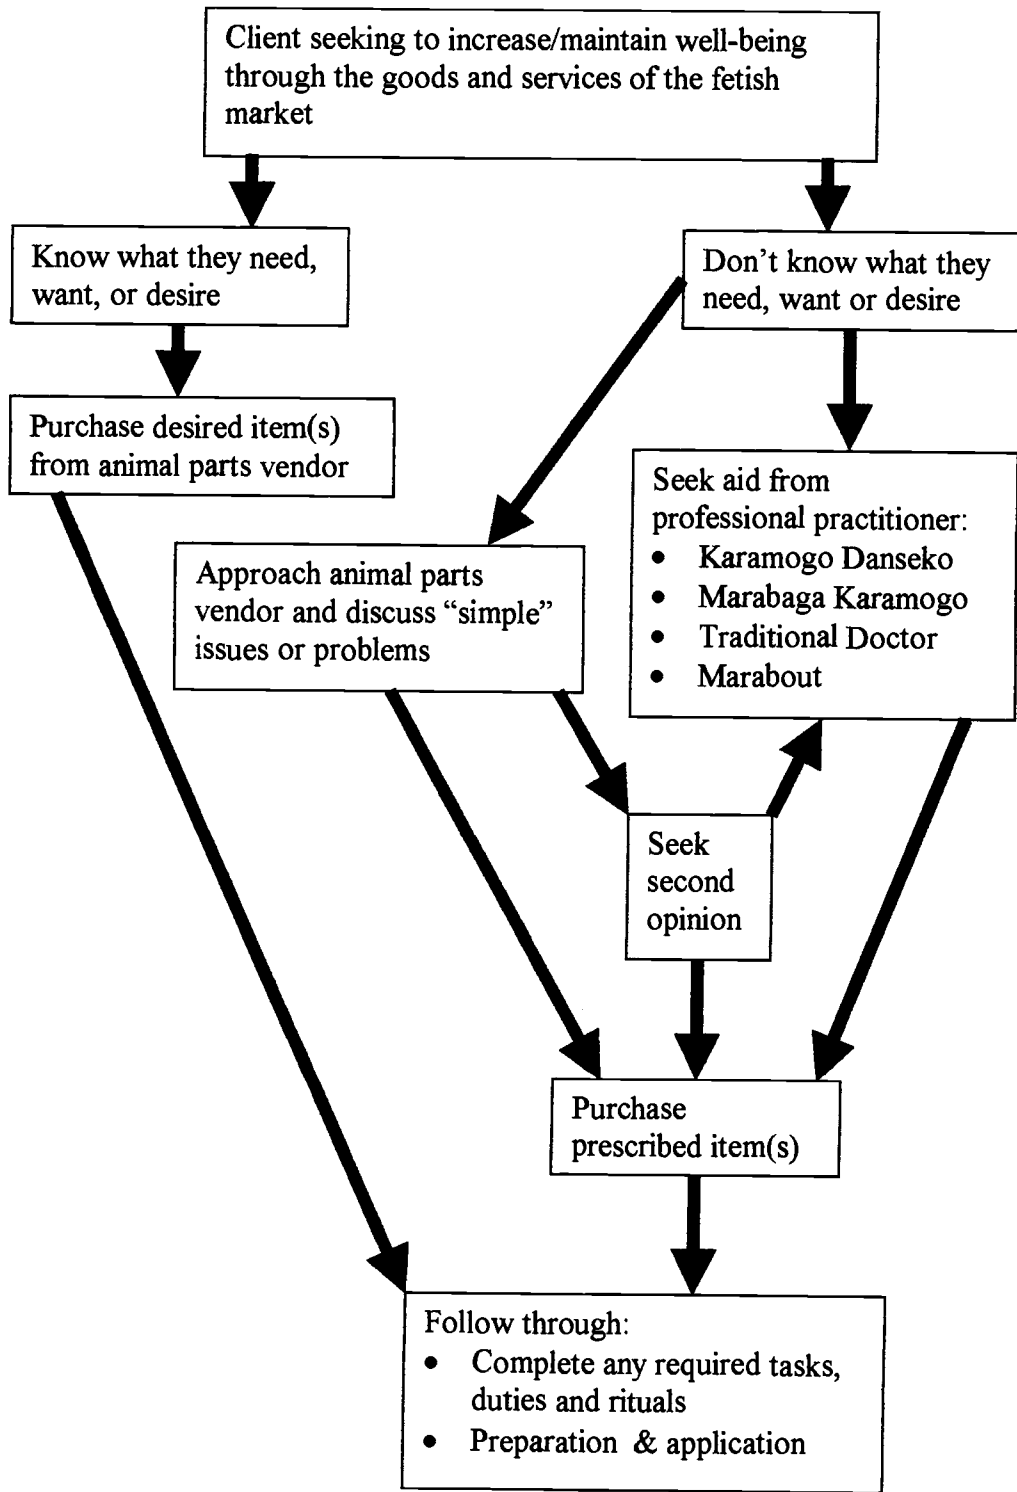 Client seeking to increase/maintain well-being
through the goods and services of the fetish
market
Know what they need,
want, or desire
Don't know what they
need, want or desire
Purchase desired item(s)
from animal parts vendor
Seek aid from
professional practitioner:
• Karamogo Danseko
• Marabaga Karamogo
• Traditional Doctor
• Marabout
Approach animal parts
vendor and discuss “simple”
issues or problems
Seek
second
opinion
Purchase
prescribed item(s)
Follow through:
• Complete any required tasks,
duties and rituals
• Preparation & application